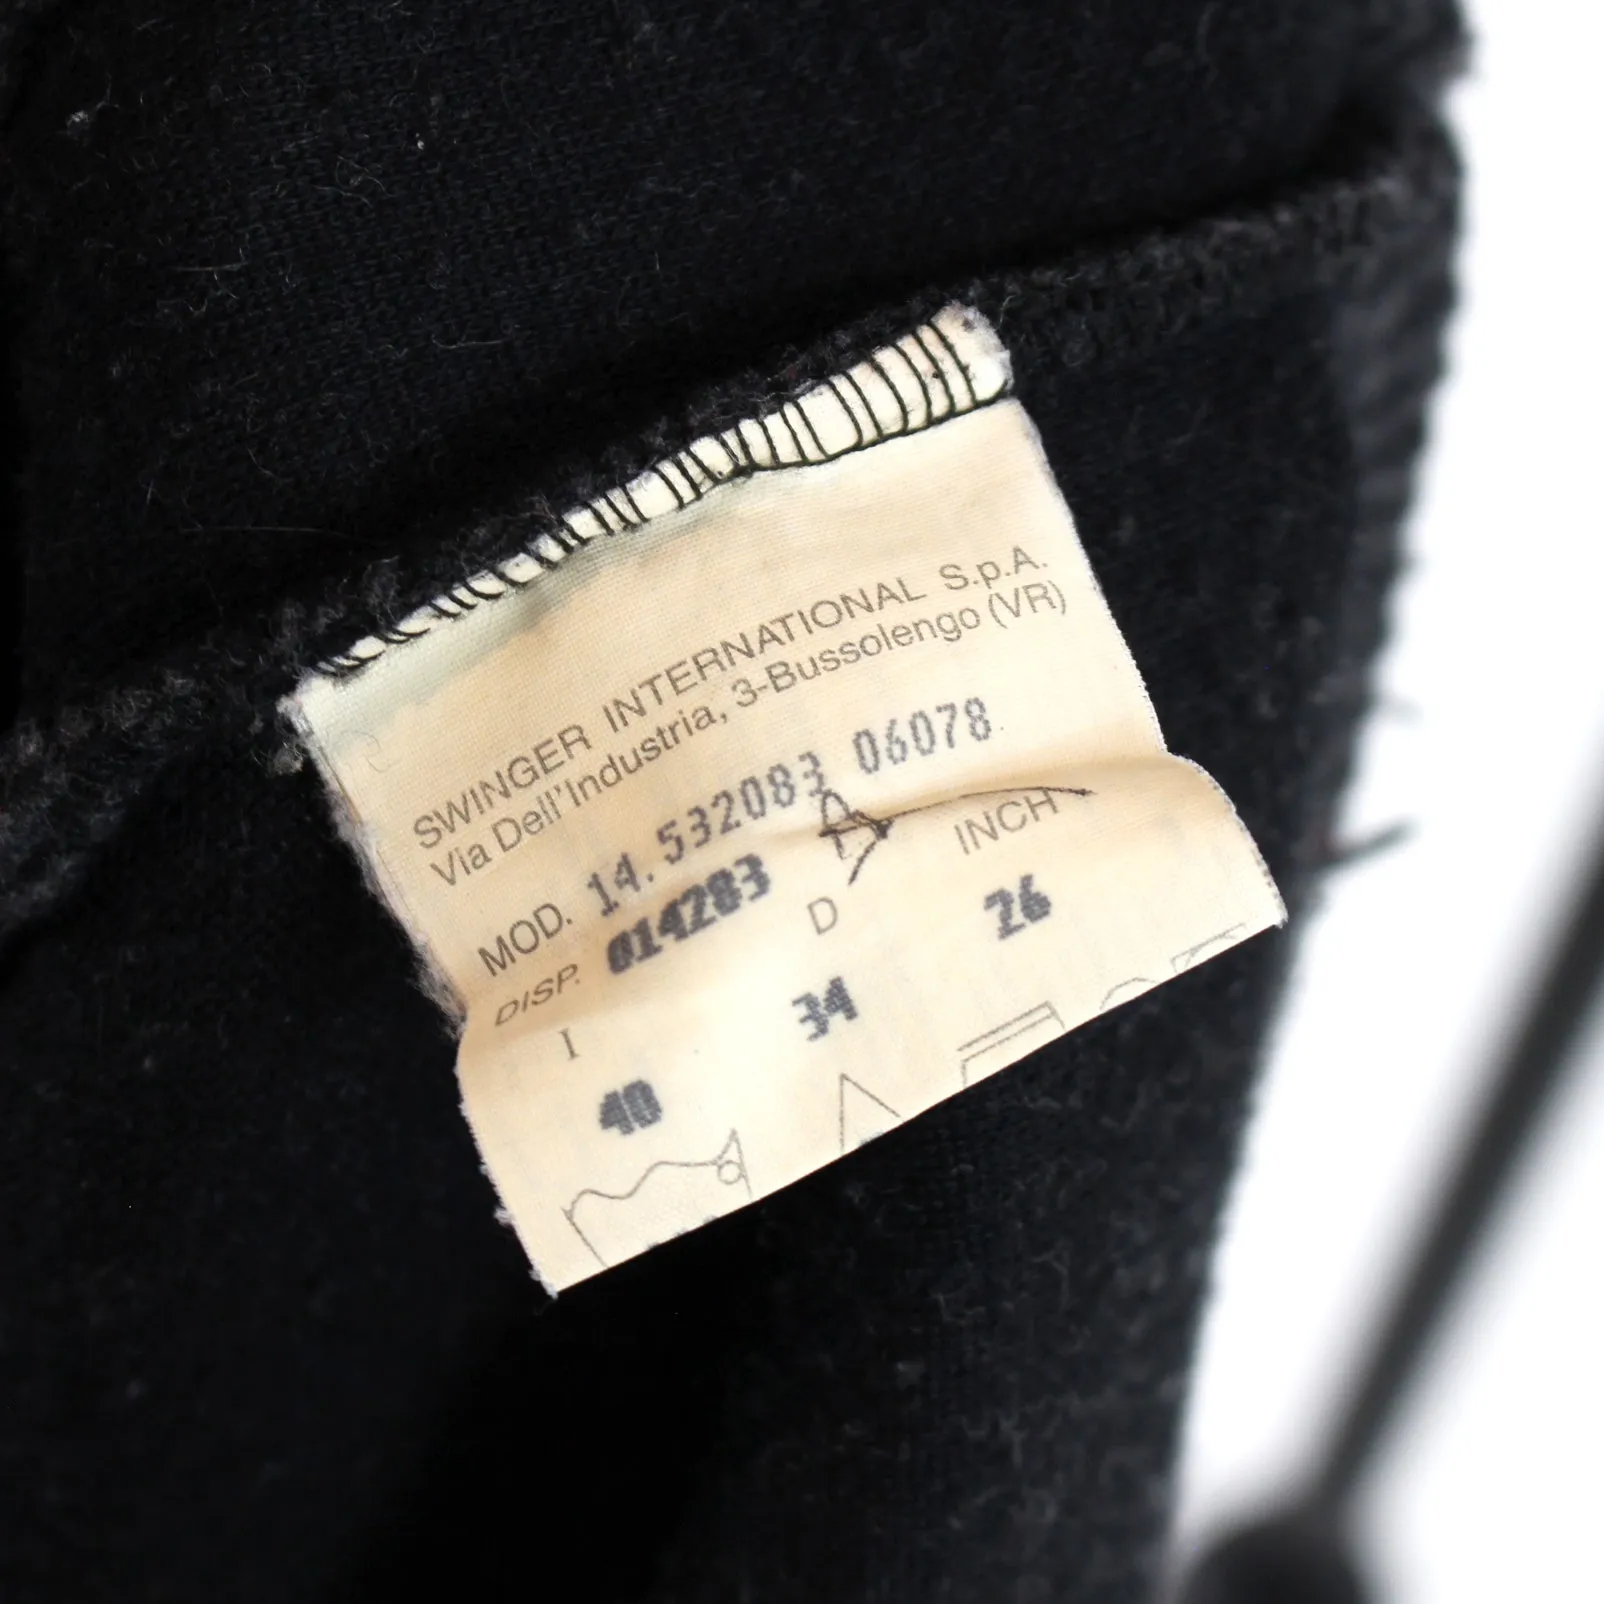 SWINGER INTERNATIONAL S.p.A.
Via Dell'Industria, 3-Bussolengo (VR)
MOD. 14.532083 06078
DISP. 014283
I D INCH
40 34 26